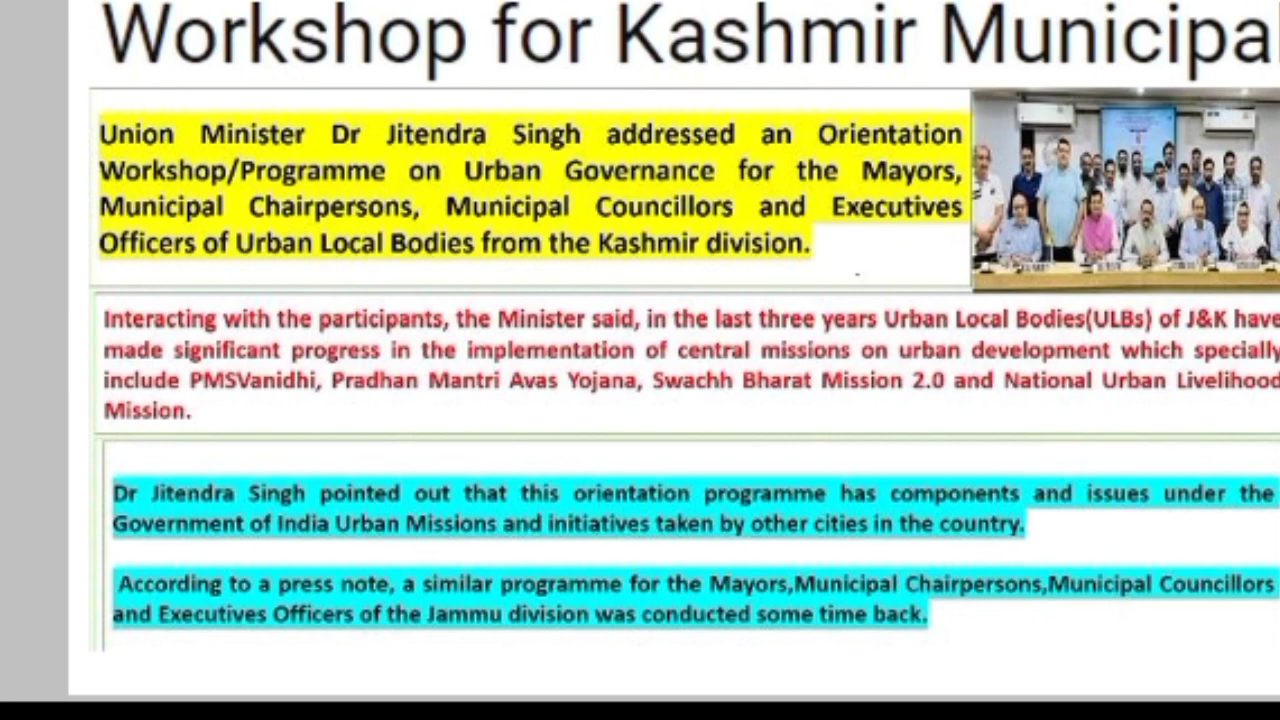 Workshop for Kashmir Municipal
Union Minister Dr Jitendra Singh addressed an Orientation
Workshop/Programme on Urban Governance for the Mayors,
Municipal Chairpersons, Municipal Councillors and Executives
Officers of Urban Local Bodies from the Kashmir division.
Interacting with the participants, the Minister said, in the last three years Urban Local Bodies(ULBs) of J&K have
made significant progress in the implementation of central missions on urban development which specially
include PMSVanidhi, Pradhan Mantri Avas Yojana, Swachh Bharat Mission 2.0 and National Urban Livelihood
Mission.
Dr Jitendra Singh pointed out that this orientation programme has components and issues under the
Government of India Urban Missions and initiatives taken by other cities in the country.
According to a press note, a similar programme for the Mayors,Municipal Chairpersons,Municipal Councillors
and Executives Officers of the Jammu division was conducted some time back.